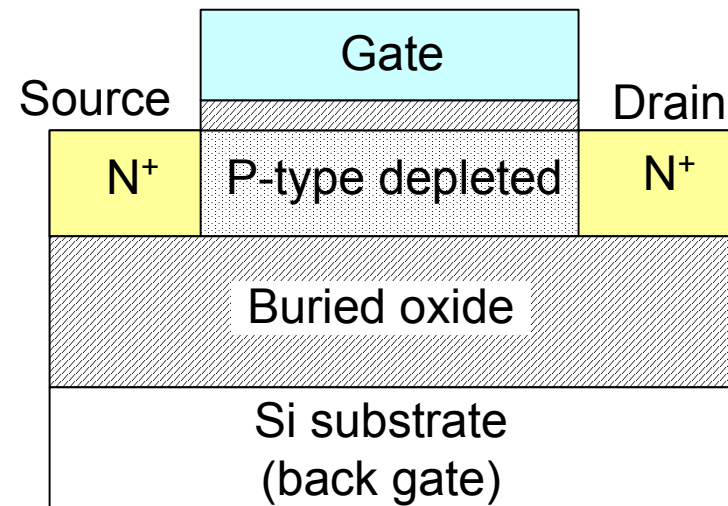 Gate
Source
Drain
N⁺
P-type depleted
N⁺
Buried oxide
Si substrate
(back gate)